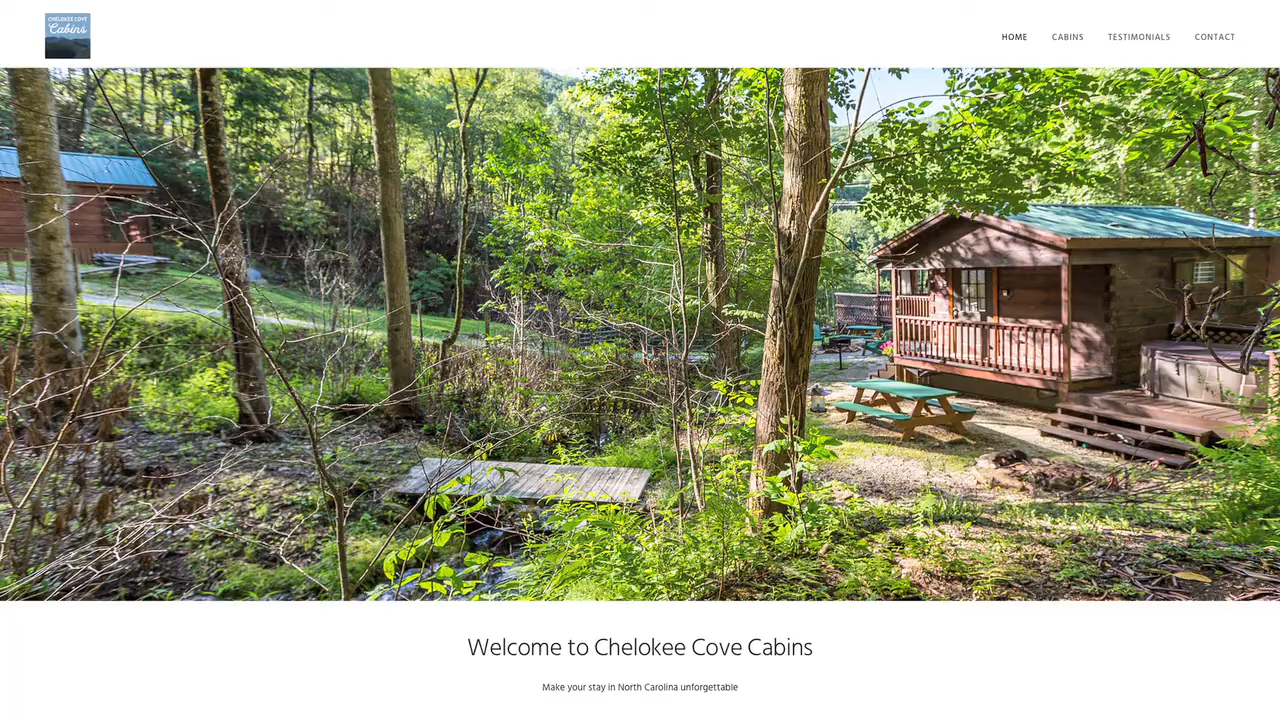 CHELOKEE COVE
Cabins
HOME
CABINS
TESTIMONIALS
CONTACT
Welcome to Chelokee Cove Cabins
Make your stay in North Carolina unforgettable